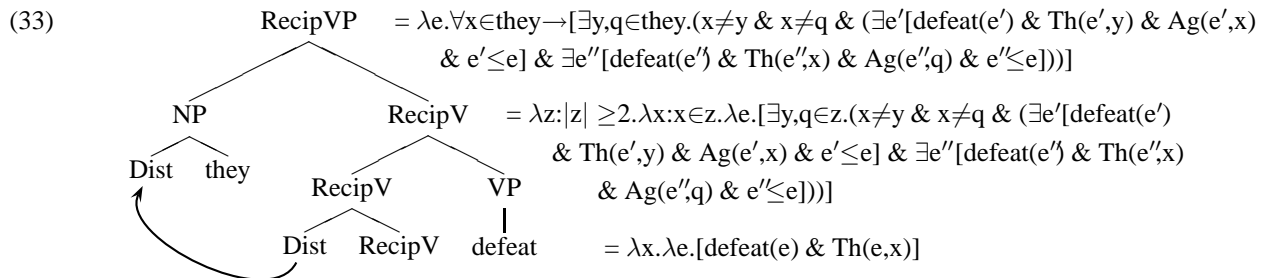 (33) RecipVP = λe.∀x∈they→[∃y,q∈they.(x≠y & x≠q & (∃e′[defeat(e′) & Th(e′,y) & Ag(e′,x)
& e′≤e] & ∃e″[defeat(e″) & Th(e″,x) & Ag(e″,q) & e″≤e]))]
NP RecipV = λz:|z| ≥2.λx:x∈z.λe.[∃y,q∈z.(x≠y & x≠q & (∃e′[defeat(e′)
& Th(e′,y) & Ag(e′,x) & e′≤e] & ∃e″[defeat(e″) & Th(e″,x)
& Ag(e″,q) & e″≤e]))]
Dist they
RecipV VP
Dist RecipV defeat = λx.λe.[defeat(e) & Th(e,x)]